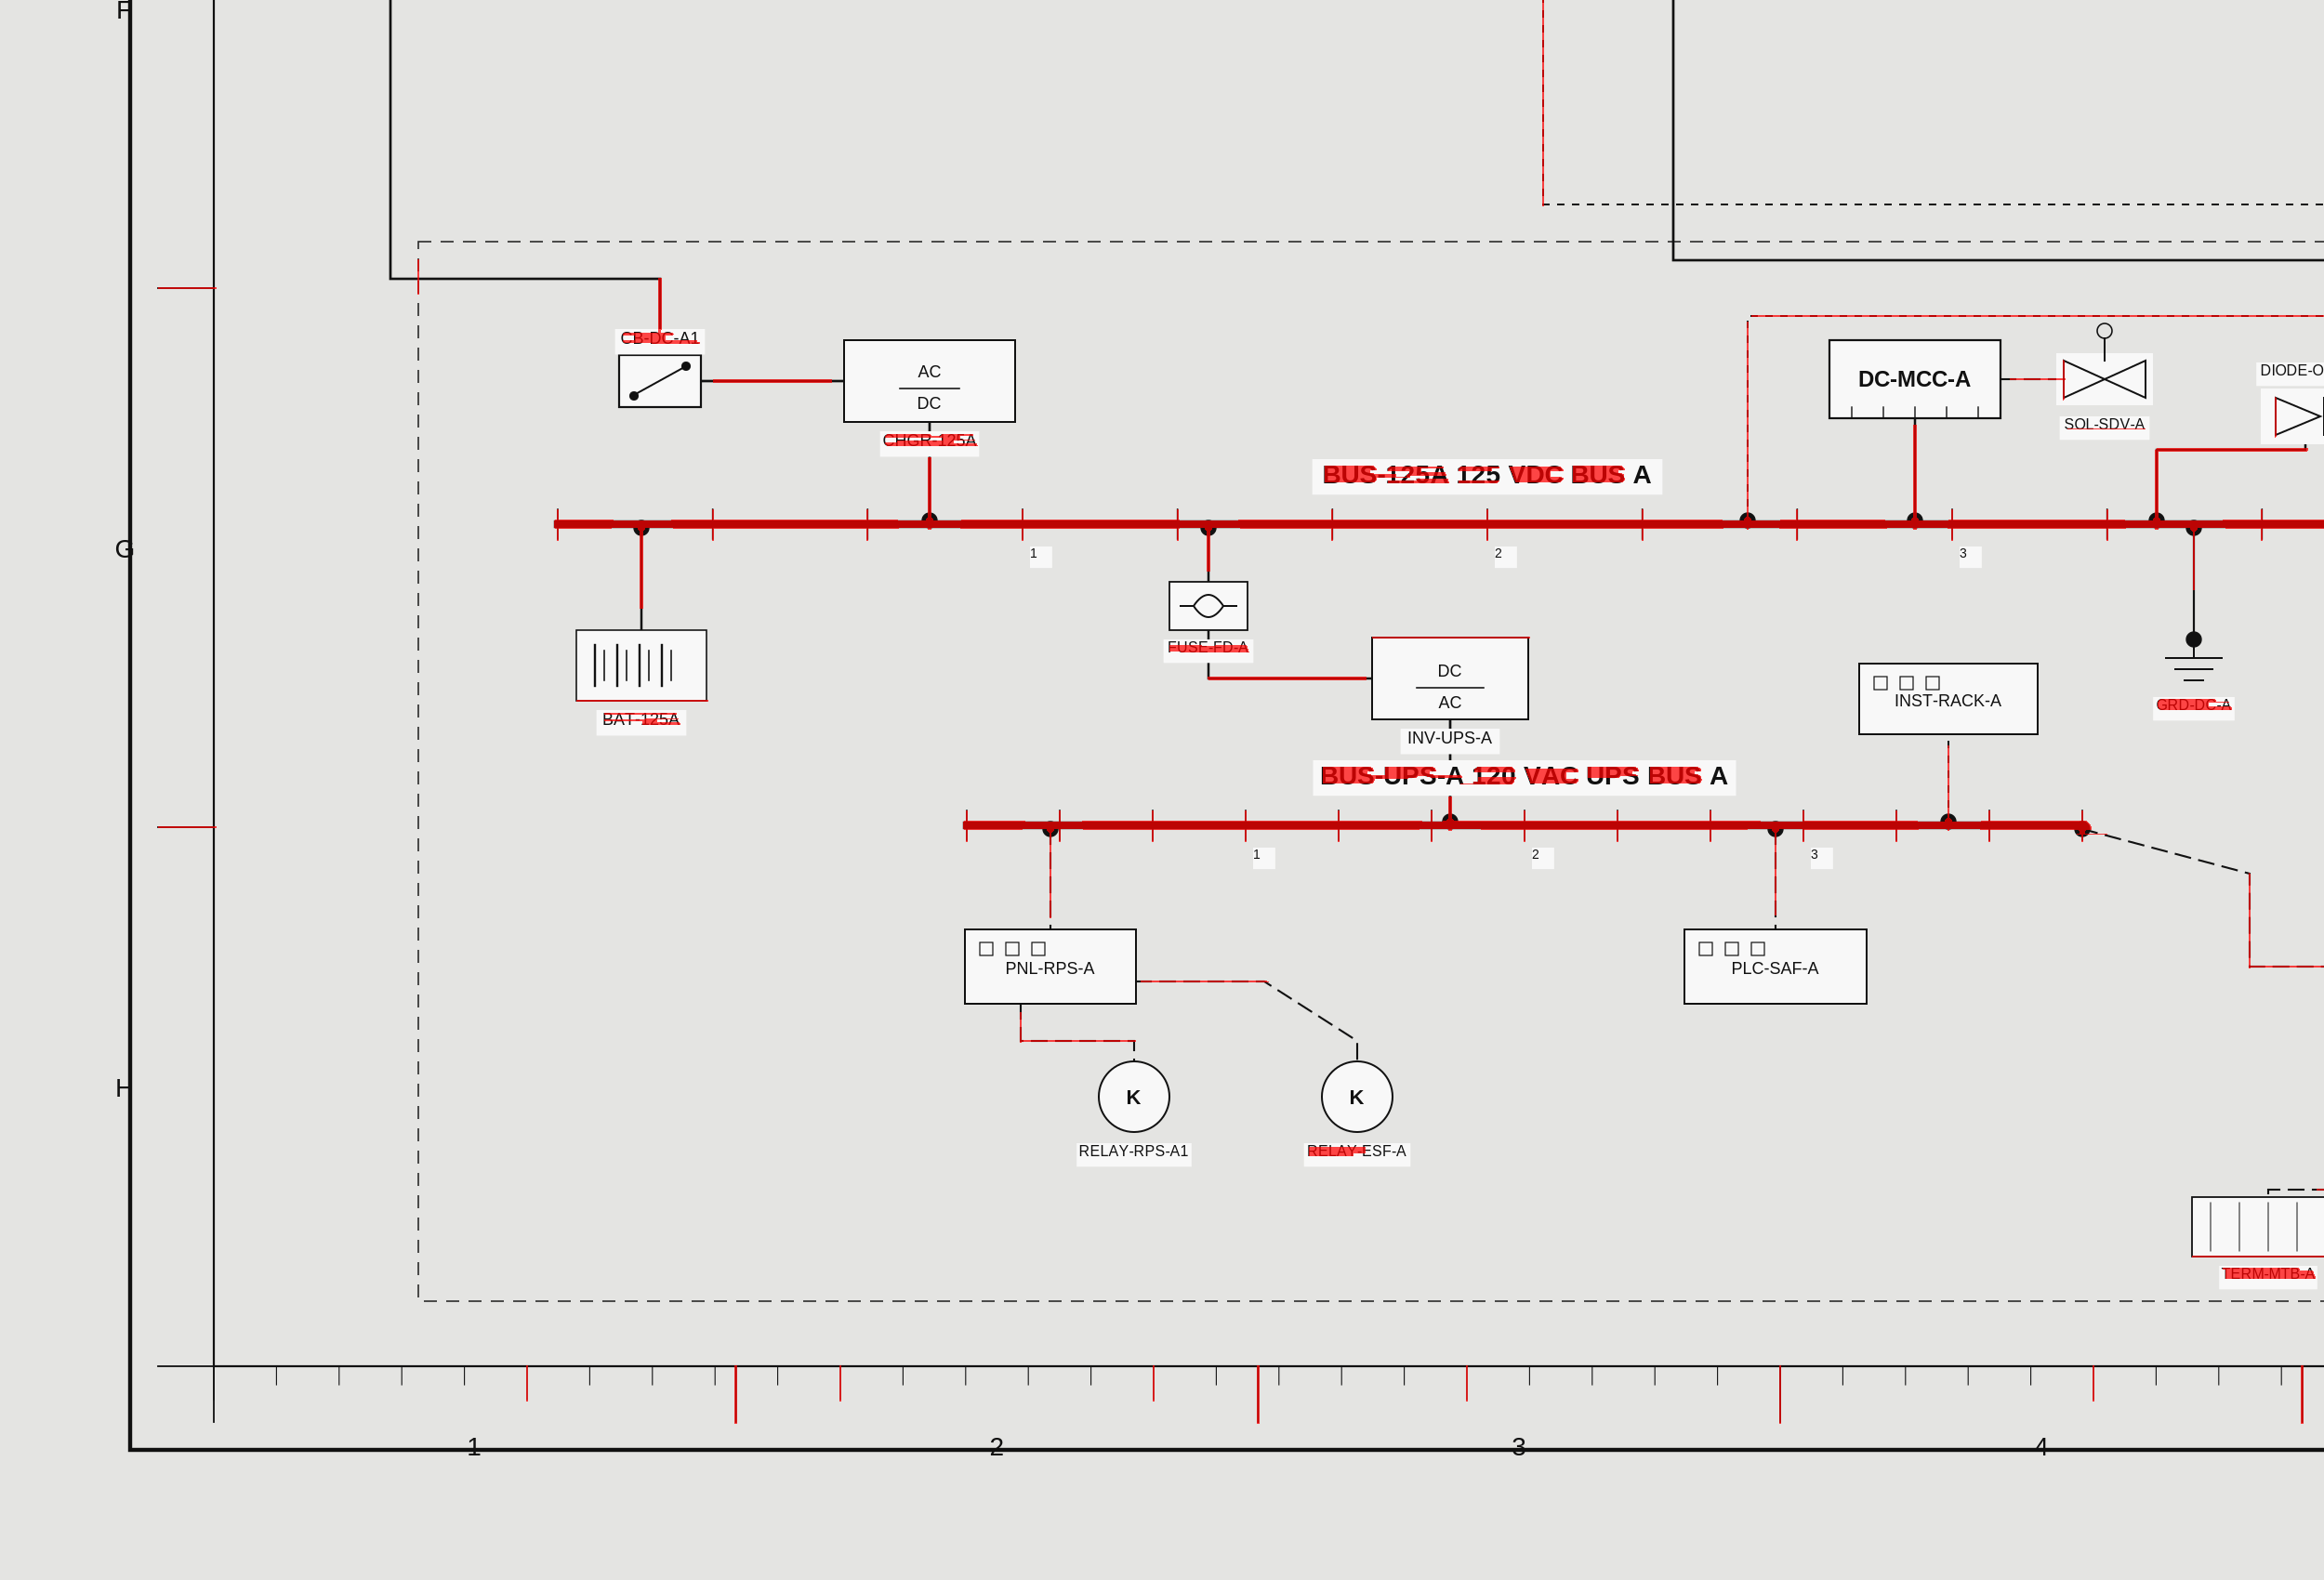 F
CB-DC-A1
AC
DC
CHGR-125A
DC-MCC-A
SOL-SDV-A
DIODE-O
BUS-125A 125 VDC BUS A
G
1
2
3
FUSE-FD-A
DC
AC
INV-UPS-A
INST-RACK-A
GRD-DC-A
BAT-125A
BUS-UPS-A 120 VAC UPS BUS A
1
2
3
PNL-RPS-A
PLC-SAF-A
H
K
K
RELAY-RPS-A1
RELAY-ESF-A
TERM-MTB-A
1
2
3
4